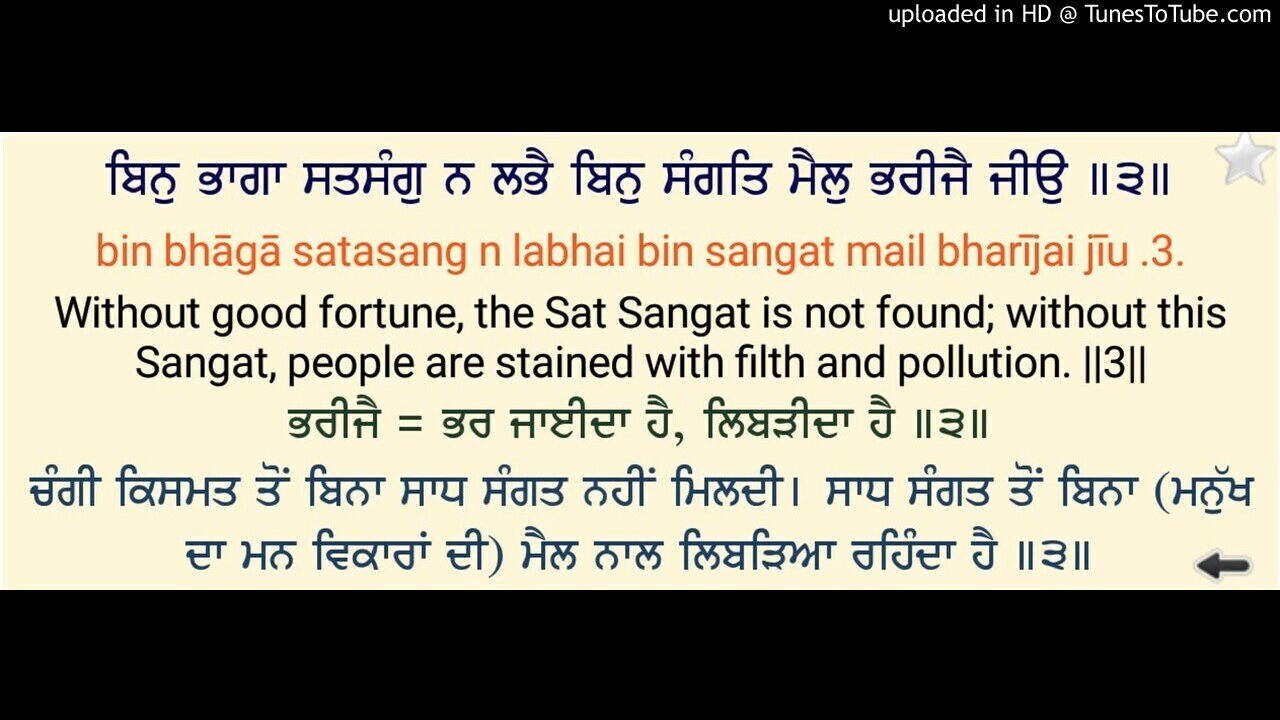 uploaded in HD @ TunesToTube.com
ਬਿਨੁ ਭਾਗਾ ਸਤਸੰਗੁ ਨ ਲਭੈ ਬਿਨੁ ਸੰਗਤਿ ਮੈਲੁ ਭਰੀਜੈ ਜੀਉ ॥੩॥
bin bhāgā satasang n labhai bin sangat mail bharījai jīu .3.
Without good fortune, the Sat Sangat is not found; without this
Sangat, people are stained with filth and pollution. ||3||
ਭਰੀਜੈ = ਭਰ ਜਾਈਦਾ ਹੈ, ਲਿਬੜੀਦਾ ਹੈ ॥੩॥
ਚੰਗੀ ਕਿਸਮਤ ਤੋਂ ਬਿਨਾ ਸਾਧ ਸੰਗਤ ਨਹੀਂ ਮਿਲਦੀ। ਸਾਧ ਸੰਗਤ ਤੋਂ ਬਿਨਾ (ਮਨੁੱਖ
ਦਾ ਮਨ ਵਿਕਾਰਾਂ ਦੀ) ਮੈਲ ਨਾਲ ਲਿਬੜਿਆ ਰਹਿੰਦਾ ਹੈ ॥੩॥